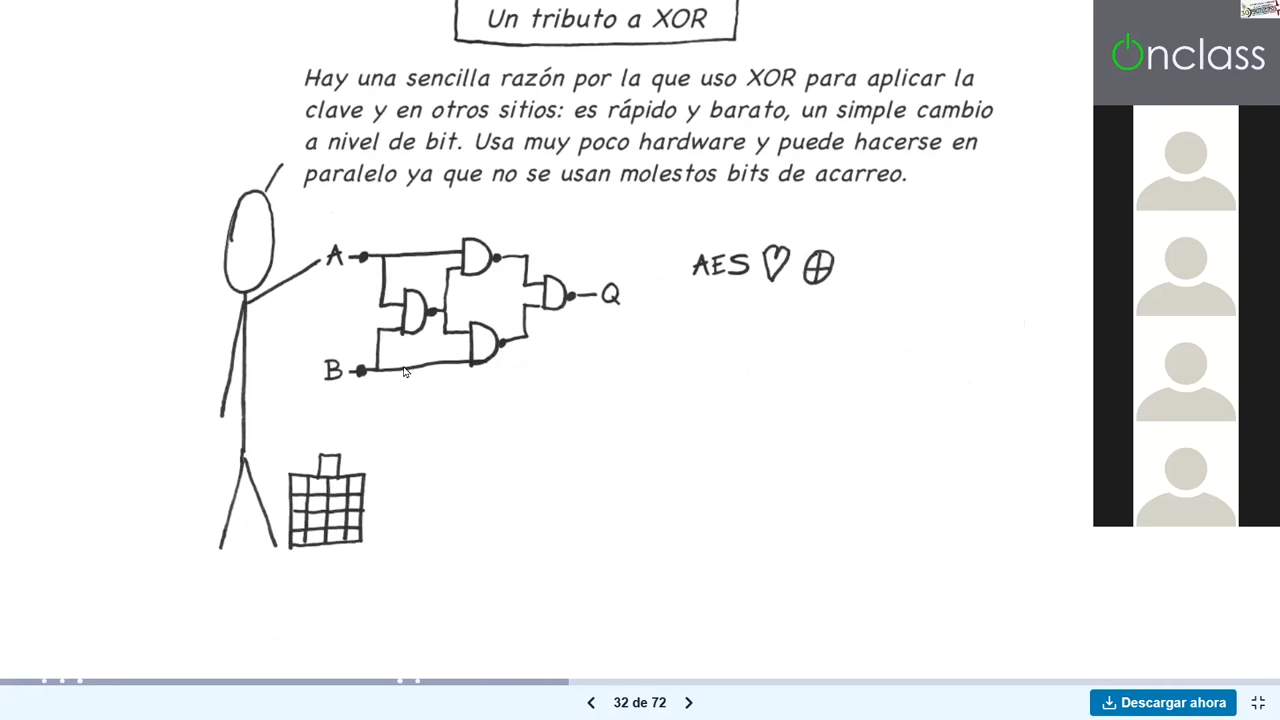 Un tributo a XOR
Onclass
Hay una sencilla razón por la que uso XOR para aplicar la
clave y en otros sitios: es rápido y barato, un simple cambio
a nivel de bit. Usa muy poco hardware y puede hacerse en
paralelo ya que no se usan molestos bits de acarreo.
A
AES ♡ ⊕
Q
B
32 de 72
Descargar ahora